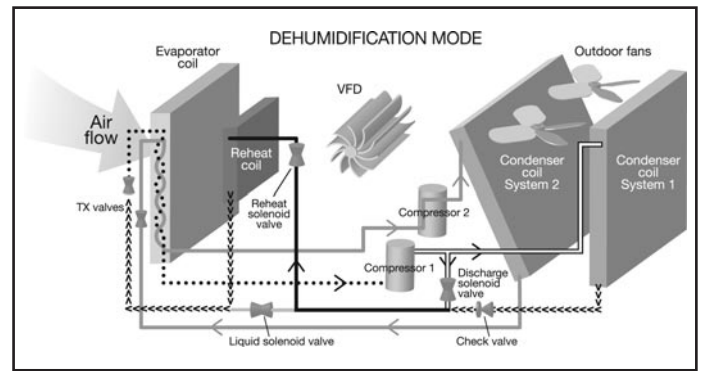 DEHUMIDIFICATION MODE
Evaporator
coil
Outdoor fans
VFD
Air
flow
Reheat
coil
Condenser
coil
System 2
Condenser
coil
System 1
Reheat
solenoid
valve
TX valves
Compressor 2
Compressor 1
Discharge
solenoid
valve
Liquid solenoid valve
Check valve